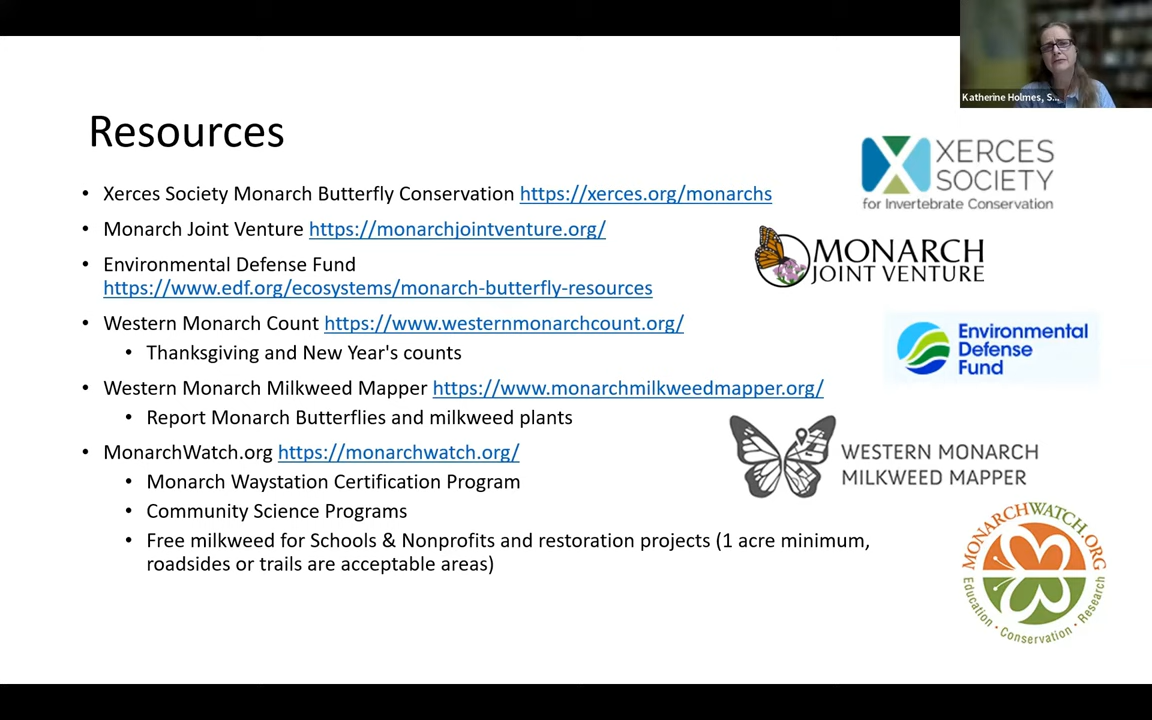 Katherine Holmes, S...
Resources
• Xerces Society Monarch Butterfly Conservation https://xerces.org/monarchs
• Monarch Joint Venture https://monarchjointventure.org/
• Environmental Defense Fund
https://www.edf.org/ecosystems/monarch-butterfly-resources
• Western Monarch Count https://www.westernmonarchcount.org/
• Thanksgiving and New Year's counts
• Western Monarch Milkweed Mapper https://www.monarchmilkweedmapper.org/
• Report Monarch Butterflies and milkweed plants
• MonarchWatch.org https://monarchwatch.org/
• Monarch Waystation Certification Program
• Community Science Programs
• Free milkweed for Schools & Nonprofits and restoration projects (1 acre minimum,
roadsides or trails are acceptable areas)
XERCES
SOCIETY
for Invertebrate Conservation
MONARCH
JOINT VENTURE
Environmental
Defense
Fund
WESTERN MONARCH
MILKWEED MAPPER
MONARCHWATCH.ORG
Education • Conservation • Research